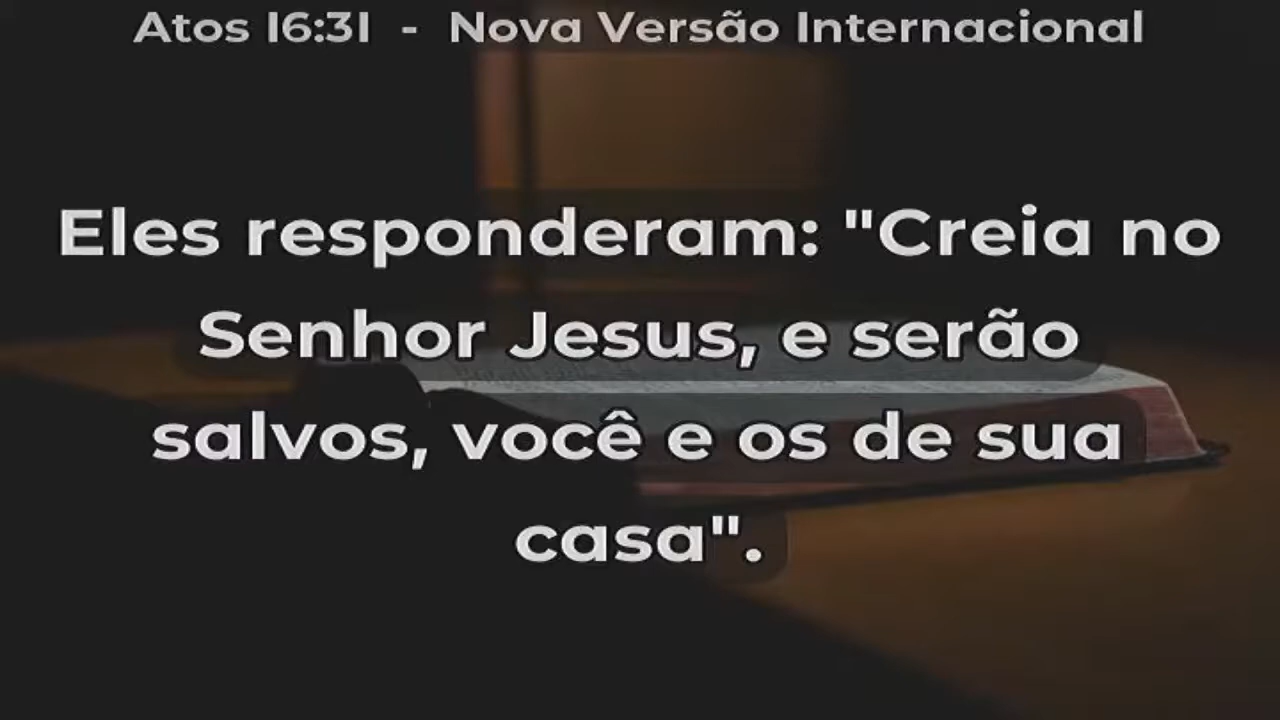 Atos 16:31 - Nova Versão Internacional
Eles responderam: "Creia no
Senhor Jesus, e serão
salvos, você e os de sua
casa".